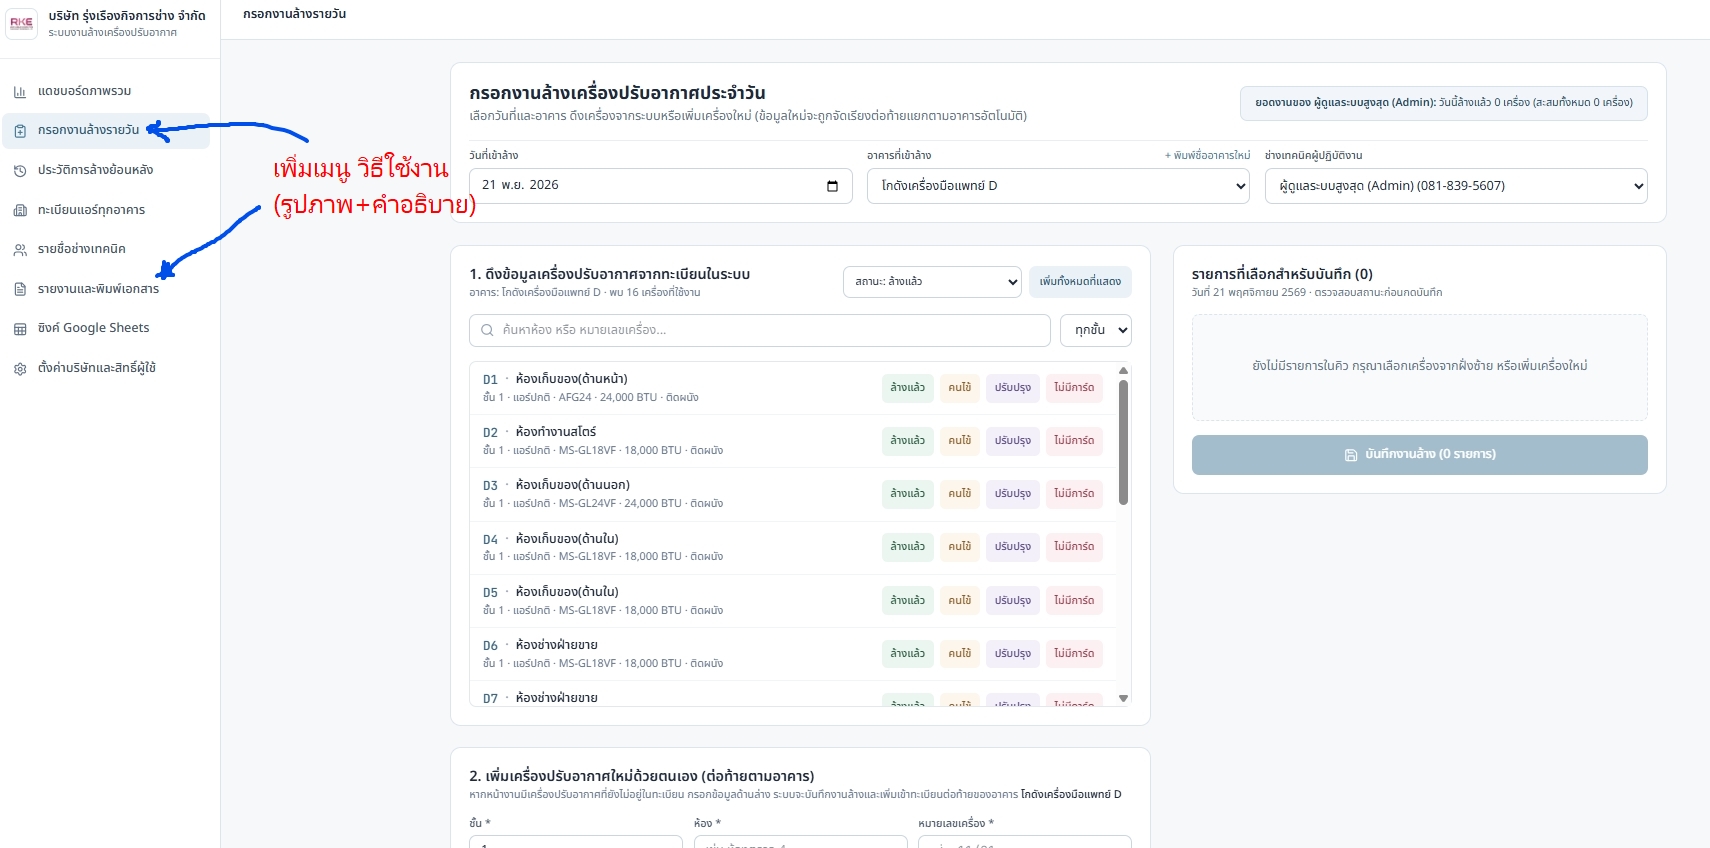 RKE
บริษัท รุ่งเรืองกิจการช่าง จำกัด
ระบบงานล้างเครื่องปรับอากาศ
กรอกงานล้างรายวัน
แดชบอร์ดภาพรวม
กรอกงานล้างรายวัน
ประวัติการล้างย้อนหลัง
ทะเบียนแอร์ทุกอาคาร
รายชื่อช่างเทคนิค
รายงานและพิมพ์เอกสาร
ซิงค์ Google Sheets
ตั้งค่าบริษัทและสิทธิ์ผู้ใช้
เพิ่มเมนู วิธีใช้งาน
(รูปภาพ+คำอธิบาย)
กรอกงานล้างเครื่องปรับอากาศประจำวัน
เลือกวันที่และอาคาร ดึงเครื่องจากระบบหรือเพิ่มเครื่องใหม่ (ข้อมูลใหม่จะถูกจัดเรียงต่อท้ายแยกตามอาคารอัตโนมัติ)
ยอดงานของ ผู้ดูแลระบบสูงสุด (Admin): วันนี้ล้างแล้ว 0 เครื่อง (สะสมทั้งหมด 0 เครื่อง)
วันที่เข้าล้าง
21 พ.ย. 2026
อาคารที่เข้าล้าง
+ พิมพ์ชื่ออาคารใหม่
โกดังเครื่องมือแพทย์ D
ช่างเทคนิคผู้ปฏิบัติงาน
ผู้ดูแลระบบสูงสุด (Admin) (081-839-5607)
1. ดึงข้อมูลเครื่องปรับอากาศจากทะเบียนในระบบ
อาคาร: โกดังเครื่องมือแพทย์ D · พบ 16 เครื่องที่ใช้งาน
สถานะ: ล้างแล้ว
เพิ่มทั้งหมดที่แสดง
ค้นหาห้อง หรือ หมายเลขเครื่อง...
ทุกชั้น
D1 · ห้องเก็บของ(ด้านหน้า)
ชั้น 1 · แอร์ปกติ · AFG24 · 24,000 BTU · ติดผนัง
ล้างแล้ว คนไข้ ปรับปรุง ไม่มีการ์ด
D2 · ห้องทำงานสโตร์
ชั้น 1 · แอร์ปกติ · MS-GL18VF · 18,000 BTU · ติดผนัง
ล้างแล้ว คนไข้ ปรับปรุง ไม่มีการ์ด
D3 · ห้องเก็บของ(ด้านนอก)
ชั้น 1 · แอร์ปกติ · MS-GL24VF · 24,000 BTU · ติดผนัง
ล้างแล้ว คนไข้ ปรับปรุง ไม่มีการ์ด
D4 · ห้องเก็บของ(ด้านใน)
ชั้น 1 · แอร์ปกติ · MS-GL18VF · 18,000 BTU · ติดผนัง
ล้างแล้ว คนไข้ ปรับปรุง ไม่มีการ์ด
D5 · ห้องเก็บของ(ด้านใน)
ชั้น 1 · แอร์ปกติ · MS-GL18VF · 18,000 BTU · ติดผนัง
ล้างแล้ว คนไข้ ปรับปรุง ไม่มีการ์ด
D6 · ห้องช่างฝ่ายขาย
ชั้น 1 · แอร์ปกติ · MS-GL18VF · 18,000 BTU · ติดผนัง
ล้างแล้ว คนไข้ ปรับปรุง ไม่มีการ์ด
D7 · ห้องช่างฝ่ายขาย
ล้างแล้ว คนไข้ ปรับปรุง ไม่มีการ์ด
รายการที่เลือกสำหรับบันทึก (0)
วันที่ 21 พฤศจิกายน 2569 · ตรวจสอบสถานะก่อนกดบันทึก
ยังไม่มีรายการในคิว กรุณาเลือกเครื่องจากฝั่งซ้าย หรือเพิ่มเครื่องใหม่
บันทึกงานล้าง (0 รายการ)
2. เพิ่มเครื่องปรับอากาศใหม่ด้วยตนเอง (ต่อท้ายตามอาคาร)
หากหน้างานมีเครื่องปรับอากาศที่ยังไม่อยู่ในทะเบียน กรอกข้อมูลด้านล่าง ระบบจะบันทึกงานล้างและเพิ่มเข้าทะเบียนต่อท้ายของอาคาร โกดังเครื่องมือแพทย์ D
ชั้น *
ห้อง *
หมายเลขเครื่อง *